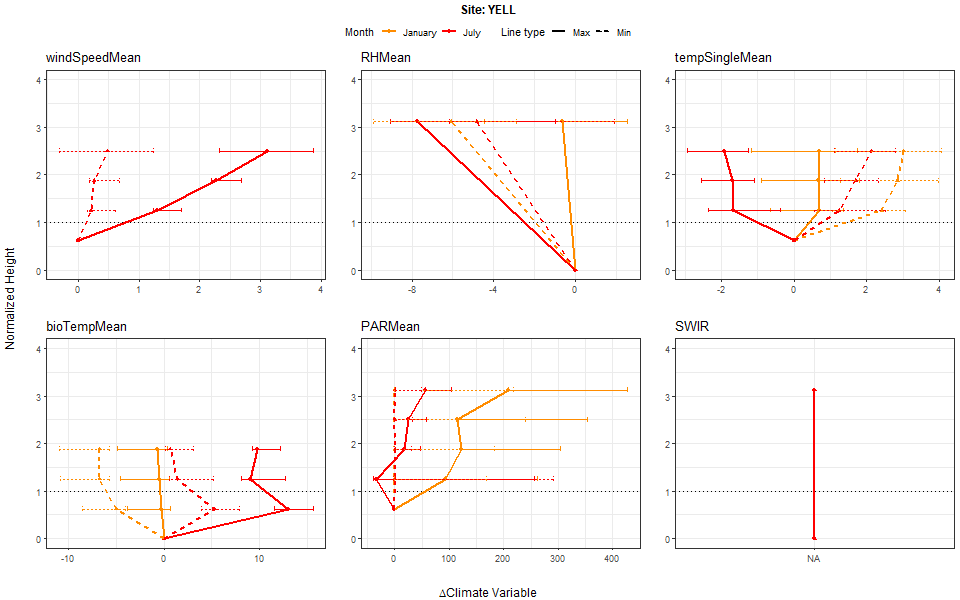 Site: YELL
Month January July Line type Max Min
windSpeedMean RHMean tempSingleMean
4 4 4
3 3 3
2 2 2
1 1 1
0 0 0
0 1 2 3 4 -8 -4 0 -2 0 2 4
Normalized Height
bioTempMean PARMean SWIR
4 4 4
3 3 3
2 2 2
1 1 1
0 0 0
-10 0 10 0 100 200 300 400 NA
ΔClimate Variable